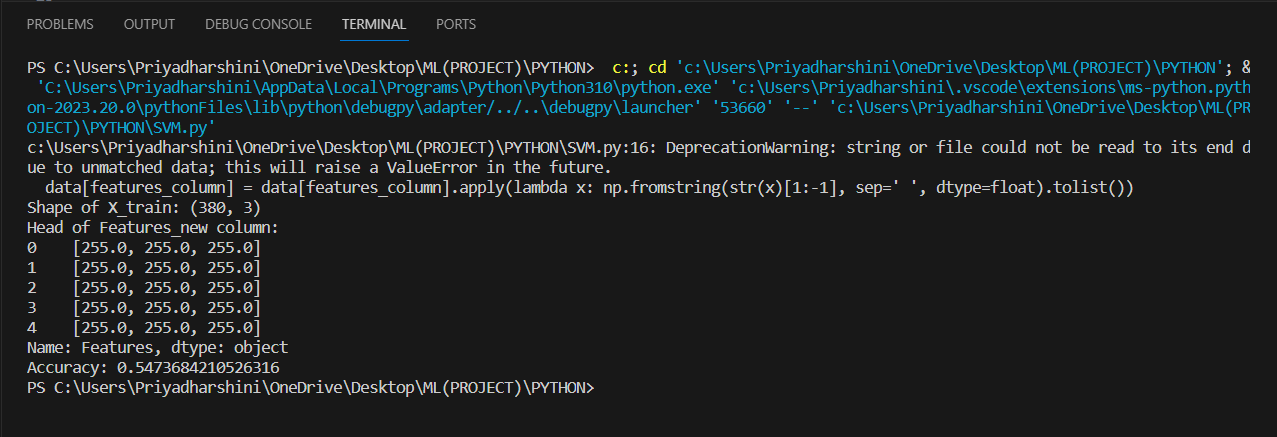 PROBLEMS OUTPUT DEBUG CONSOLE TERMINAL PORTS
PS C:\Users\Priyadharshini\OneDrive\Desktop\ML(PROJECT)\PYTHON>  c:; cd 'c:\Users\Priyadharshini\OneDrive\Desktop\ML(PROJECT)\PYTHON'; &
 'C:\Users\Priyadharshini\AppData\Local\Programs\Python\Python310\python.exe' 'c:\Users\Priyadharshini\.vscode\extensions\ms-python.pyth
on-2023.20.0\pythonFiles\lib\python\debugpy\adapter/../..\debugpy\launcher' '53660' '--' 'c:\Users\Priyadharshini\OneDrive\Desktop\ML(PR
OJECT)\PYTHON\SVM.py'
c:\Users\Priyadharshini\OneDrive\Desktop\ML(PROJECT)\PYTHON\SVM.py:16: DeprecationWarning: string or file could not be read to its end d
ue to unmatched data; this will raise a ValueError in the future.
  data[features_column] = data[features_column].apply(lambda x: np.fromstring(str(x)[1:-1], sep=' ', dtype=float).tolist())
Shape of X_train: (380, 3)
Head of Features_new column:
0    [255.0, 255.0, 255.0]
1    [255.0, 255.0, 255.0]
2    [255.0, 255.0, 255.0]
3    [255.0, 255.0, 255.0]
4    [255.0, 255.0, 255.0]
Name: Features, dtype: object
Accuracy: 0.5473684210526316
PS C:\Users\Priyadharshini\OneDrive\Desktop\ML(PROJECT)\PYTHON>